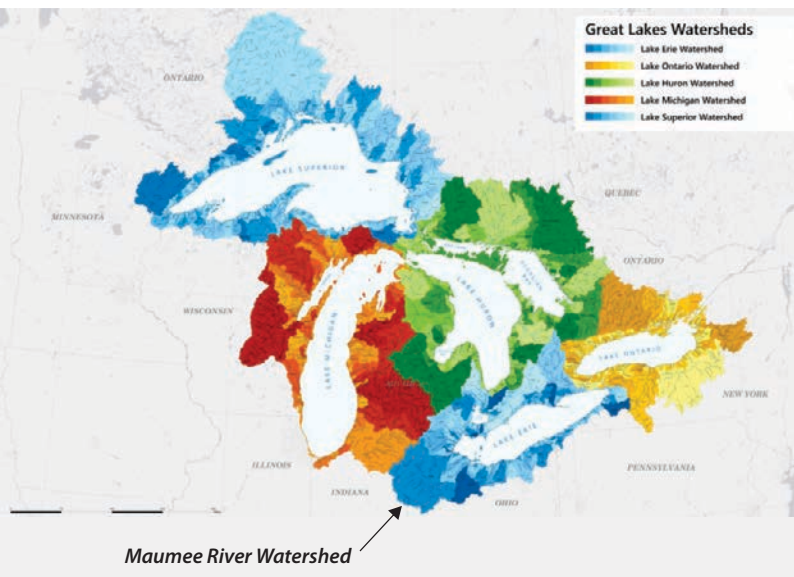 Great Lakes Watersheds
Lake Erie Watershed
Lake Ontario Watershed
Lake Huron Watershed
Lake Michigan Watershed
Lake Superior Watershed
ONTARIO
LAKE SUPERIOR
QUEBEC
MINNESOTA
ONTARIO
WISCONSIN
LAKE HURON
LAKE MICHIGAN
LAKE ONTARIO
NEW YORK
LAKE ERIE
ILLINOIS
PENNSYLVANIA
INDIANA
OHIO
Maumee River Watershed